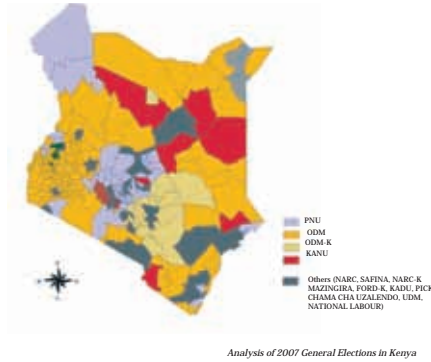 PNU
ODM
ODM-K
KANU
Others (NARC, SAFINA, NARC-K
MAZINGIRA, FORD-K, KADU, PICK
CHAMA CHA UZALENDO, UDM,
NATIONAL LABOUR)
Analysis of 2007 General Elections in Kenya